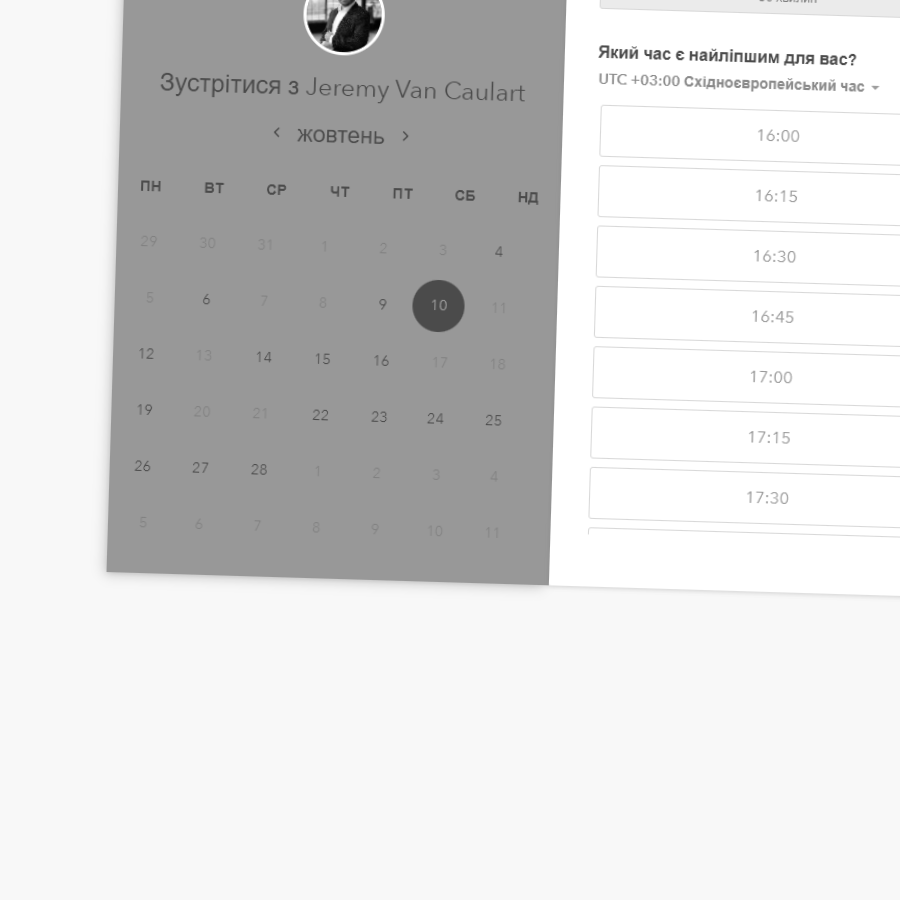 Зустрітися з Jeremy Van Caulart
жовтень
ПН ВТ СР ЧТ ПТ СБ НД
29 30 31 1 2 3 4
5 6 7 8 9 10 11
12 13 14 15 16 17 18
19 20 21 22 23 24 25
26 27 28 1 2 3 4
5 6 7 8 9 10 11
Який час є найліпшим для вас?
UTC +03:00 Східноєвропейський час
16:00
16:15
16:30
16:45
17:00
17:15
17:30